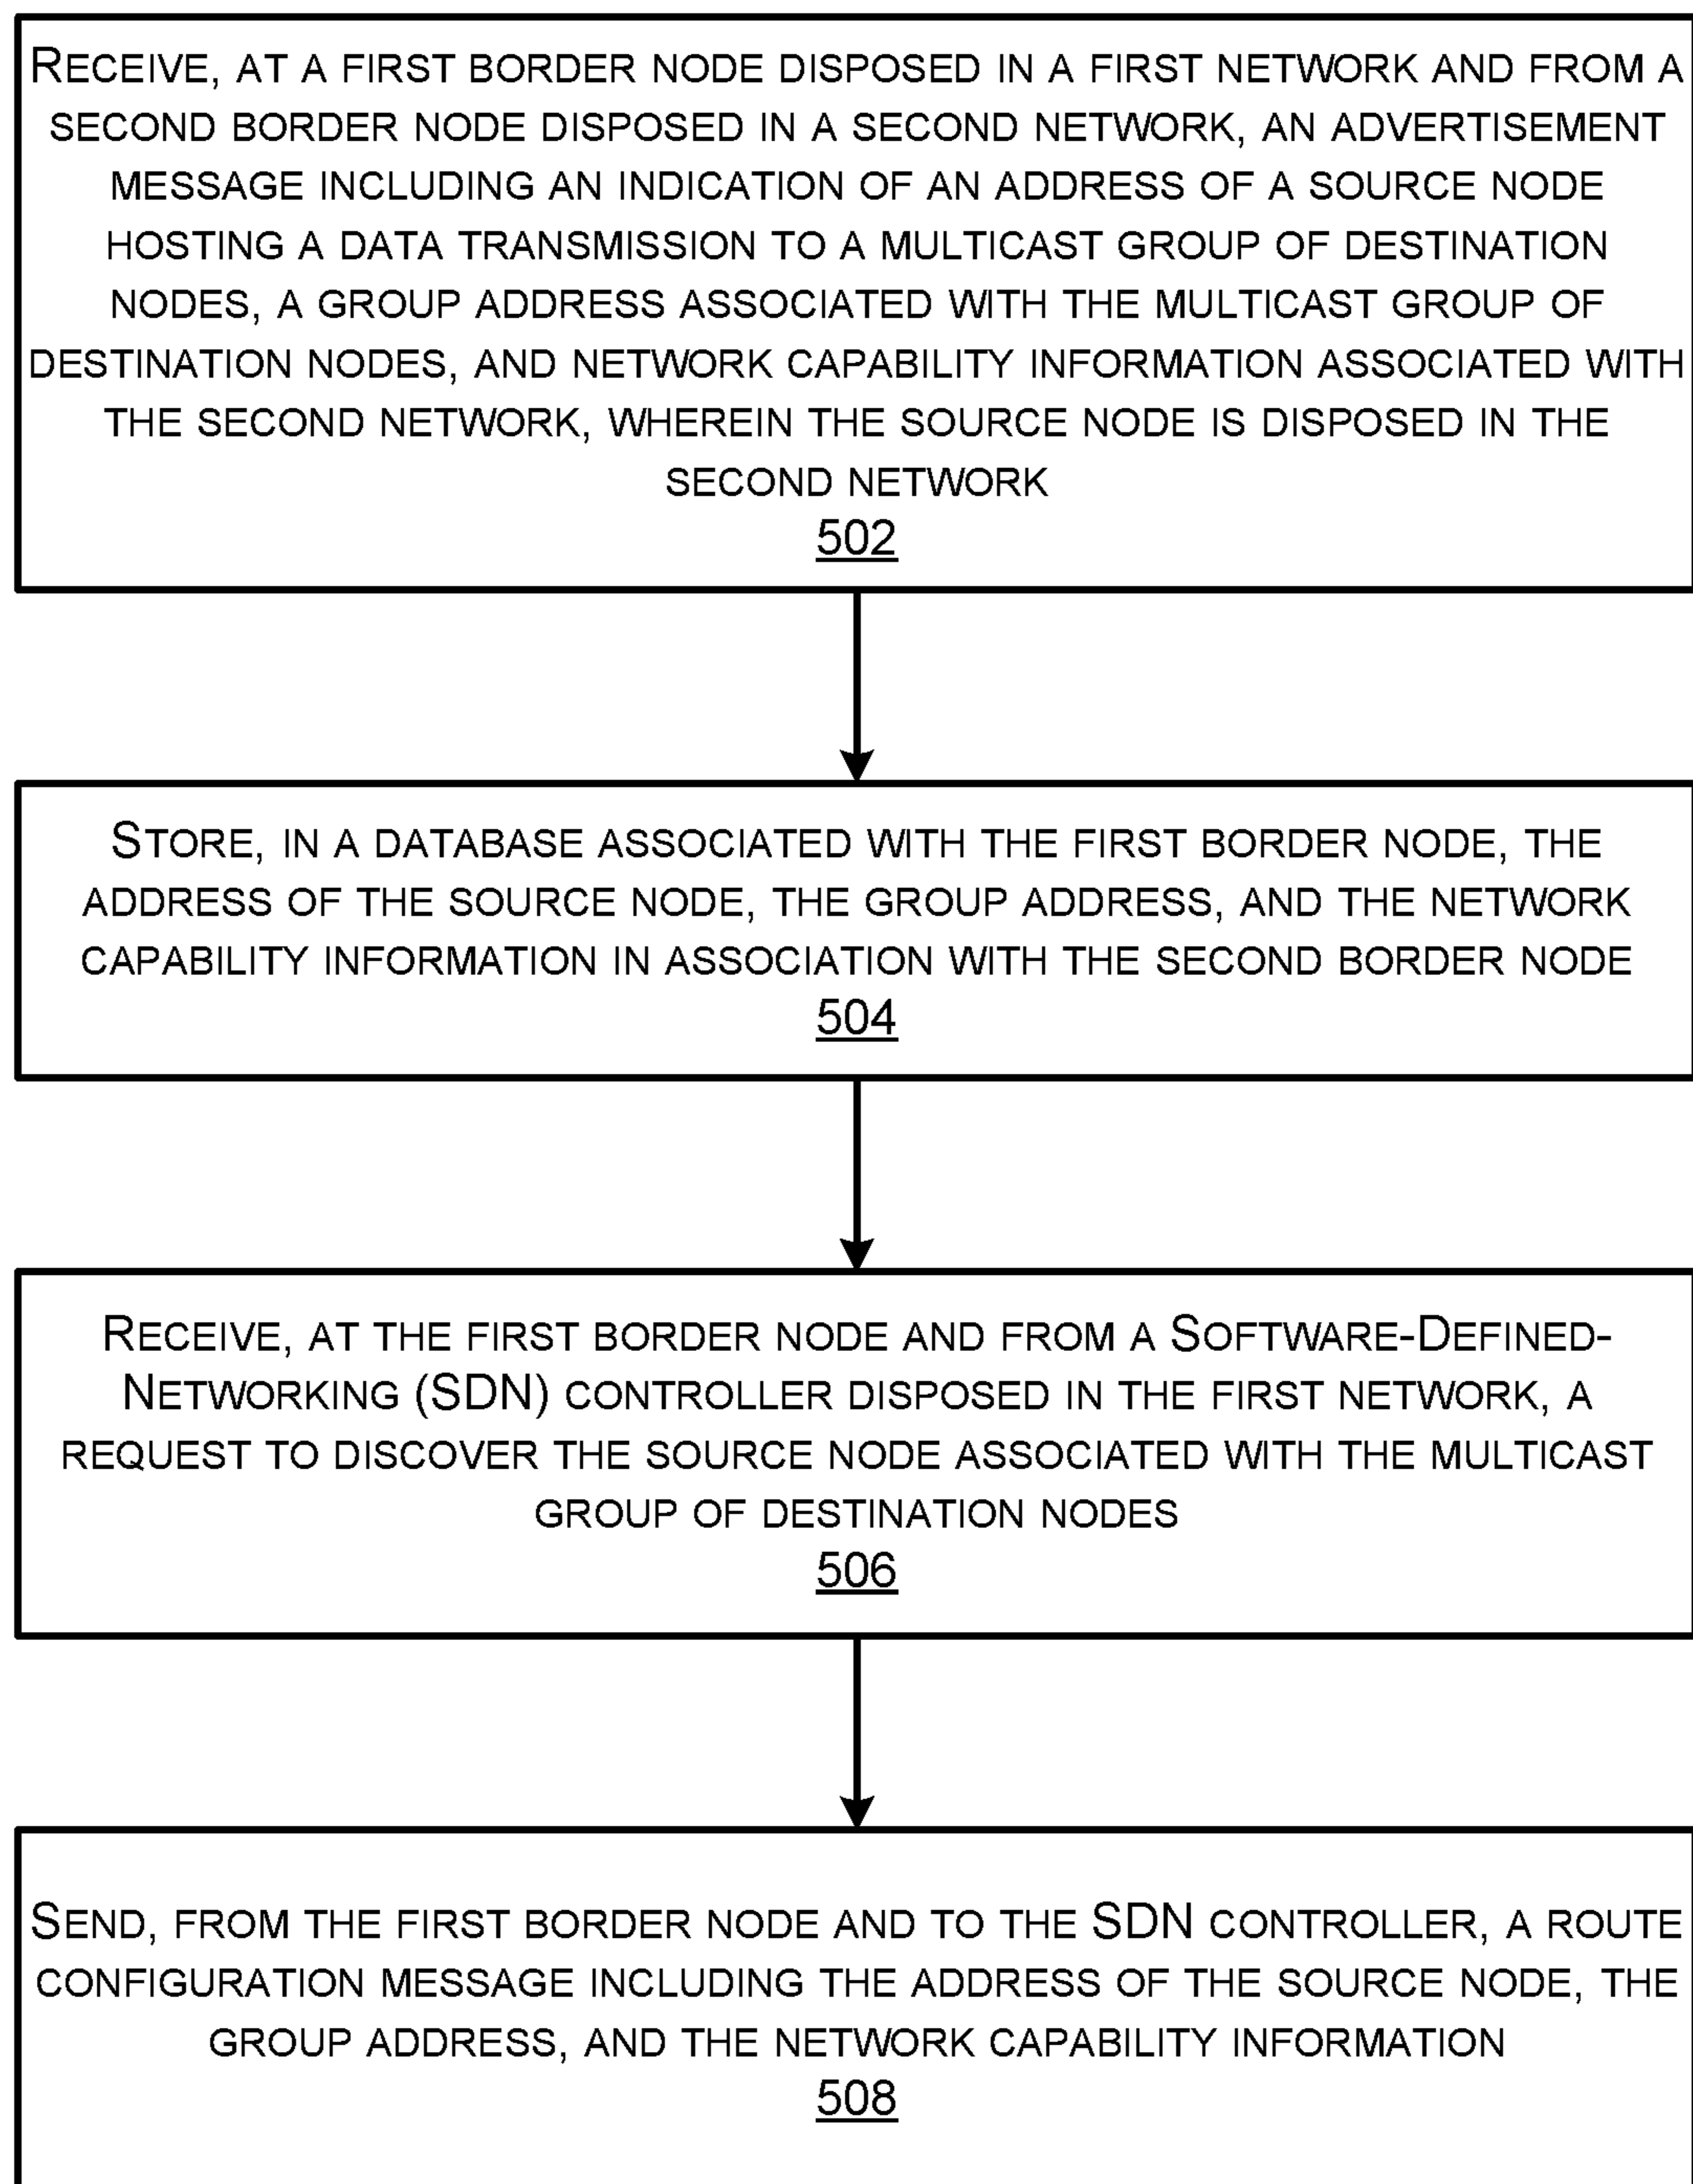 RECEIVE, AT A FIRST BORDER NODE DISPOSED IN A FIRST NETWORK AND FROM A
SECOND BORDER NODE DISPOSED IN A SECOND NETWORK, AN ADVERTISEMENT
MESSAGE INCLUDING AN INDICATION OF AN ADDRESS OF A SOURCE NODE
HOSTING A DATA TRANSMISSION TO A MULTICAST GROUP OF DESTINATION
NODES, A GROUP ADDRESS ASSOCIATED WITH THE MULTICAST GROUP OF
DESTINATION NODES, AND NETWORK CAPABILITY INFORMATION ASSOCIATED WITH
THE SECOND NETWORK, WHEREIN THE SOURCE NODE IS DISPOSED IN THE
SECOND NETWORK
502
STORE, IN A DATABASE ASSOCIATED WITH THE FIRST BORDER NODE, THE
ADDRESS OF THE SOURCE NODE, THE GROUP ADDRESS, AND THE NETWORK
CAPABILITY INFORMATION IN ASSOCIATION WITH THE SECOND BORDER NODE
504
RECEIVE, AT THE FIRST BORDER NODE AND FROM A SOFTWARE-DEFINED-
NETWORKING (SDN) CONTROLLER DISPOSED IN THE FIRST NETWORK, A
REQUEST TO DISCOVER THE SOURCE NODE ASSOCIATED WITH THE MULTICAST
GROUP OF DESTINATION NODES
506
SEND, FROM THE FIRST BORDER NODE AND TO THE SDN CONTROLLER, A ROUTE
CONFIGURATION MESSAGE INCLUDING THE ADDRESS OF THE SOURCE NODE, THE
GROUP ADDRESS, AND THE NETWORK CAPABILITY INFORMATION
508